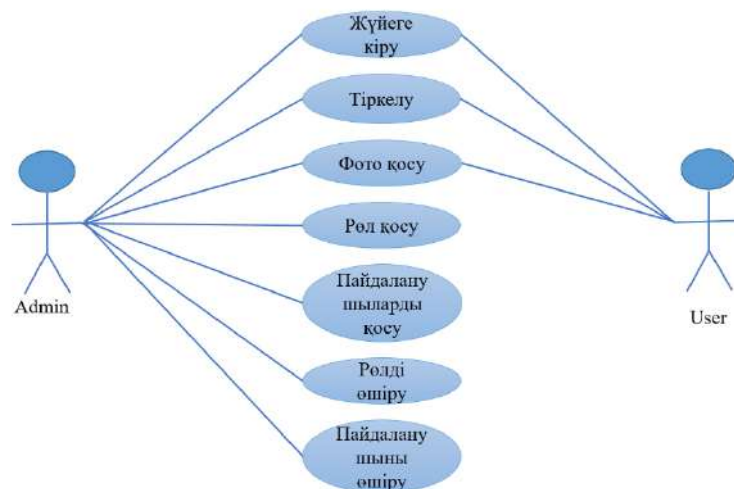 Жүйеге
кіру
Тіркелу
Фото қосу
Рөл қосу
Пайдалану
шыларды
қосу
Рөлді
өшіру
Пайдалану
шыны
өшіру
Admin
User